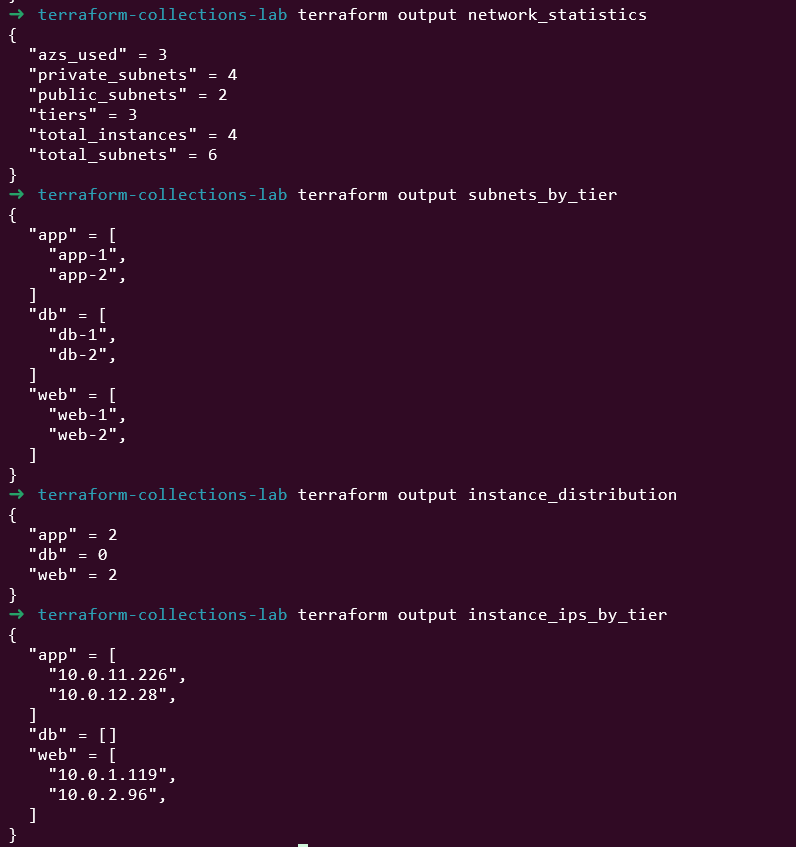 }
→ terraform-collections-lab terraform output network_statistics
{
  "azs_used" = 3
  "private_subnets" = 4
  "public_subnets" = 2
  "tiers" = 3
  "total_instances" = 4
  "total_subnets" = 6
}
→ terraform-collections-lab terraform output subnets_by_tier
{
  "app" = [
    "app-1",
    "app-2",
  ]
  "db" = [
    "db-1",
    "db-2",
  ]
  "web" = [
    "web-1",
    "web-2",
  ]
}
→ terraform-collections-lab terraform output instance_distribution
{
  "app" = 2
  "db" = 0
  "web" = 2
}
→ terraform-collections-lab terraform output instance_ips_by_tier
{
  "app" = [
    "10.0.11.226",
    "10.0.12.28",
  ]
  "db" = []
  "web" = [
    "10.0.1.119",
    "10.0.2.96",
  ]
}